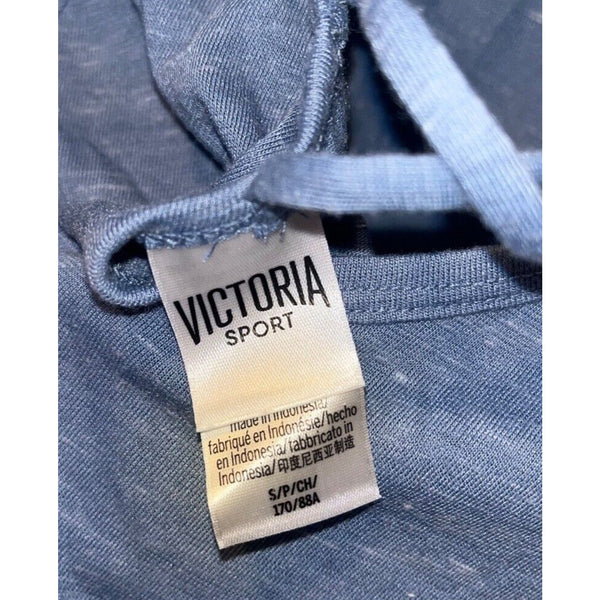 VICTORIA
SPORT
made in Indonesia/
fabriqué en Indonésie/hecho
en Indonesia/fabbricato in
Indonesia/印度尼西亚制造
S/P/CH/
170/88A